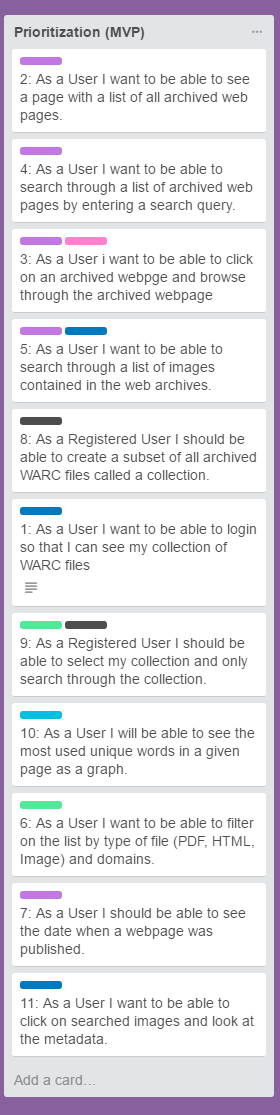 Prioritization (MVP)
2: As a User I want to be able to see
a page with a list of all archived web
pages.
4: As a User I want to be able to
search through a list of archived web
pages by entering a search query.
3: As a User i want to be able to click
on an archived webpge and browse
through the archived webpage
5: As a User I want to be able to
search through a list of images
contained in the web archives.
8: As a Registered User I should be
able to create a subset of all archived
WARC files called a collection.
1: As a User I want to be able to login
so that I can see my collection of
WARC files
9: As a Registered User I should be
able to select my collection and only
search through the collection.
10: As a User I will be able to see the
most used unique words in a given
page as a graph.
6: As a User I want to be able to filter
on the list by type of file (PDF, HTML,
Image) and domains.
7: As a User I should be able to see
the date when a webpage was
published.
11: As a User I want to be able to
click on searched images and look at
the metadata.
Add a card...